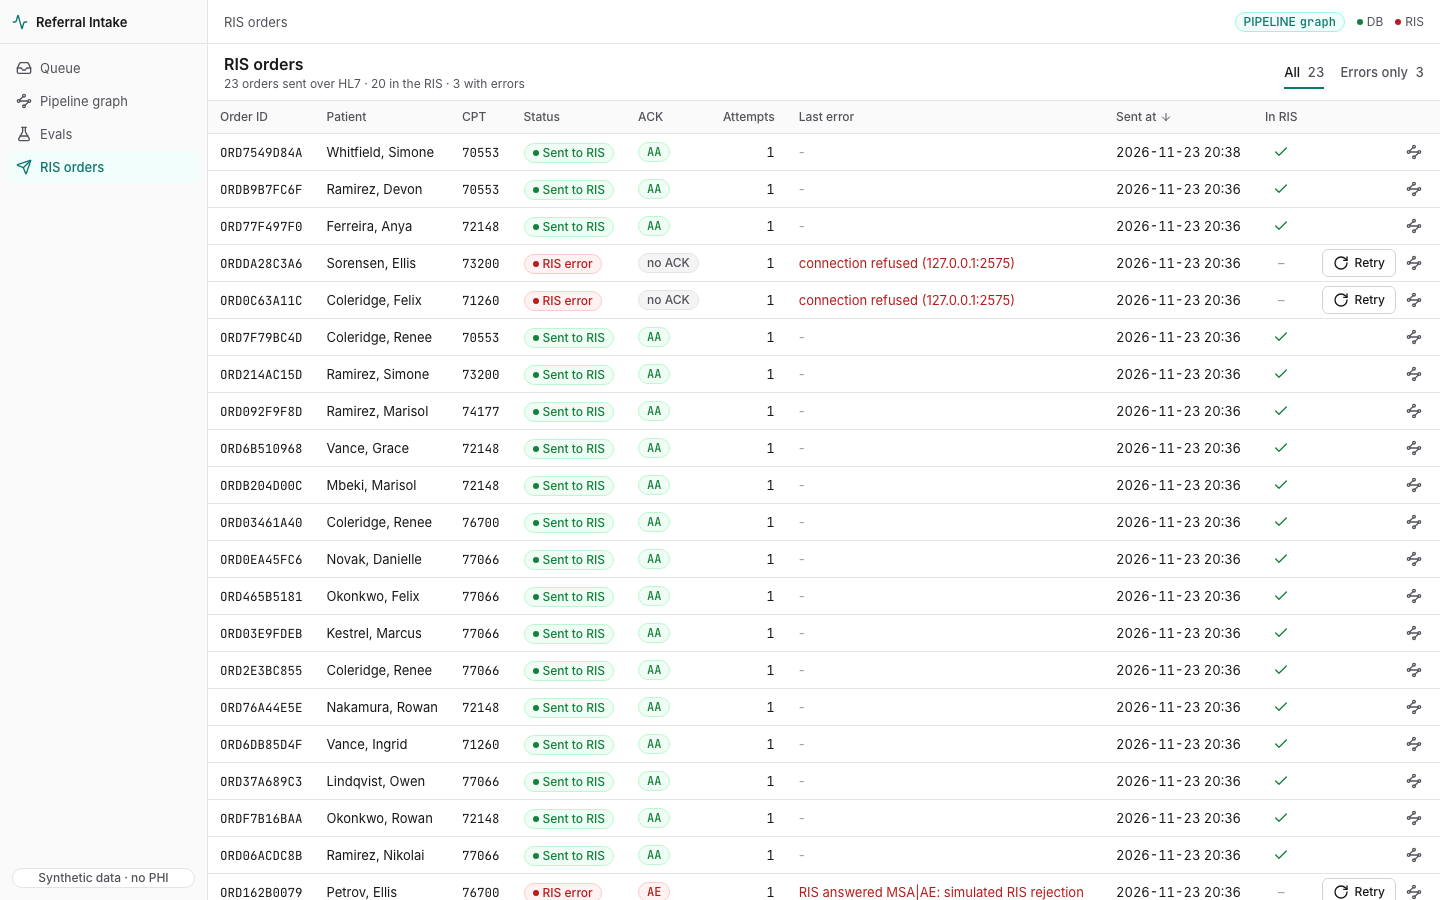 Referral Intake
RIS orders
PIPELINE graph
DB
RIS
Queue
Pipeline graph
Evals
RIS orders
Synthetic data · no PHI
RIS orders
23 orders sent over HL7 · 20 in the RIS · 3 with errors
All 23
Errors only 3
Order ID Patient CPT Status ACK Attempts Last error Sent at ↓ In RIS
ORD7549D84A Whitfield, Simone 70553 Sent to RIS AA 1 - 2026-11-23 20:38
ORDB9B7FC6F Ramirez, Devon 70553 Sent to RIS AA 1 - 2026-11-23 20:36
ORD77F497F0 Ferreira, Anya 72148 Sent to RIS AA 1 - 2026-11-23 20:36
ORDDA28C3A6 Sorensen, Ellis 73200 RIS error no ACK 1 connection refused (127.0.0.1:2575) 2026-11-23 20:36 – Retry
ORD0C63A11C Coleridge, Felix 71260 RIS error no ACK 1 connection refused (127.0.0.1:2575) 2026-11-23 20:36 – Retry
ORD7F79BC4D Coleridge, Renee 70553 Sent to RIS AA 1 - 2026-11-23 20:36
ORD214AC15D Ramirez, Simone 73200 Sent to RIS AA 1 - 2026-11-23 20:36
ORD092F9F8D Ramirez, Marisol 74177 Sent to RIS AA 1 - 2026-11-23 20:36
ORD6B510968 Vance, Grace 72148 Sent to RIS AA 1 - 2026-11-23 20:36
ORDB204D00C Mbeki, Marisol 72148 Sent to RIS AA 1 - 2026-11-23 20:36
ORD03461A40 Coleridge, Renee 76700 Sent to RIS AA 1 - 2026-11-23 20:36
ORD0EA45FC6 Novak, Danielle 77066 Sent to RIS AA 1 - 2026-11-23 20:36
ORD465B5181 Okonkwo, Felix 77066 Sent to RIS AA 1 - 2026-11-23 20:36
ORD03E9FDEB Kestrel, Marcus 77066 Sent to RIS AA 1 - 2026-11-23 20:36
ORD2E3BC855 Coleridge, Renee 77066 Sent to RIS AA 1 - 2026-11-23 20:36
ORD76A44E5E Nakamura, Rowan 72148 Sent to RIS AA 1 - 2026-11-23 20:36
ORD6DB85D4F Vance, Ingrid 71260 Sent to RIS AA 1 - 2026-11-23 20:36
ORD37A689C3 Lindqvist, Owen 77066 Sent to RIS AA 1 - 2026-11-23 20:36
ORDF7B16BAA Okonkwo, Rowan 72148 Sent to RIS AA 1 - 2026-11-23 20:36
ORD06ACDC8B Ramirez, Nikolai 77066 Sent to RIS AA 1 - 2026-11-23 20:36
ORD162B0079 Petrov, Ellis 76700 RIS error AE 1 RIS answered MSA|AE: simulated RIS rejection 2026-11-23 20:36 – Retry